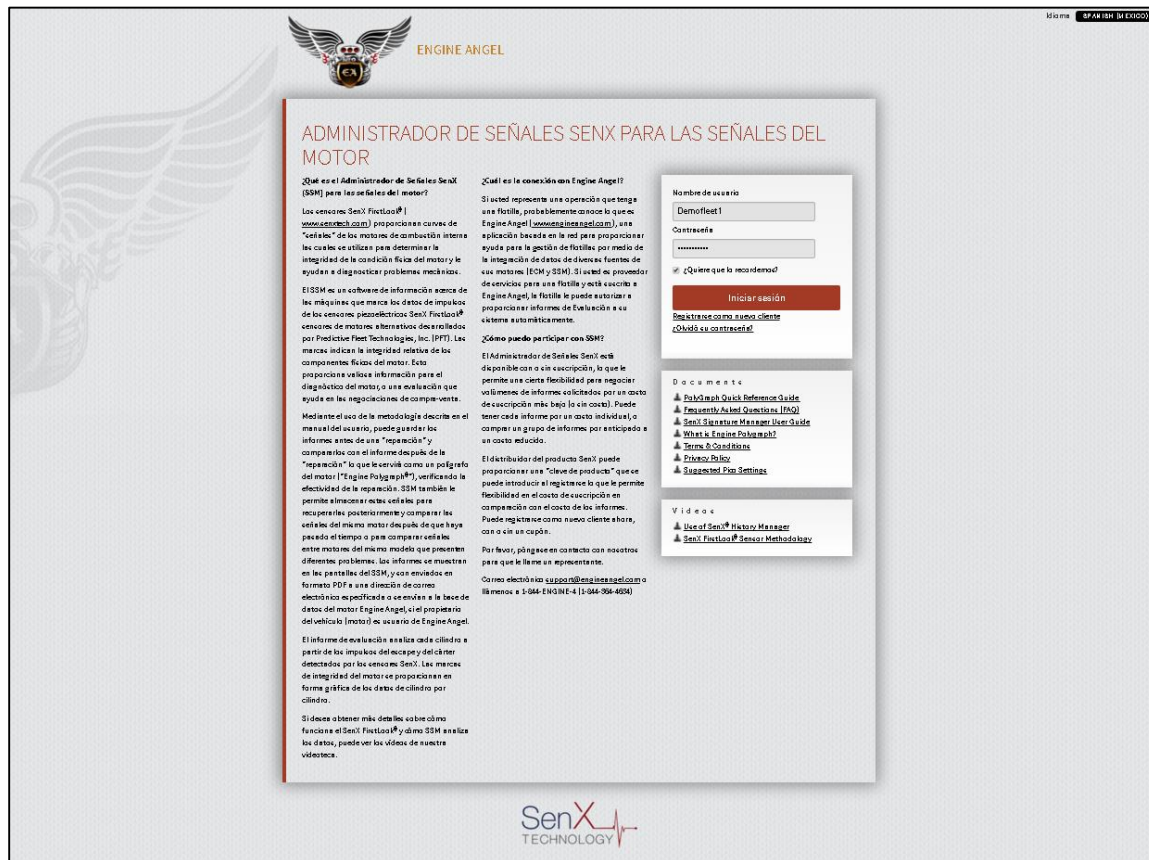 Idioma SPANISH (MEXICO)
EA
ENGINE ANGEL
ADMINISTRADOR DE SEÑALES SENX PARA LAS SEÑALES DEL
MOTOR
¿Qué es el Administrador de Señales SenX
(SSM) para las señales del motor?
Los sensores SenX FirstLook® (
www.senxtech.com) proporcionan curvas de
"señales" de los motores de combustión interna
las cuales se utilizan para determinar la
integridad de la condición física del motor y le
ayudan a diagnosticar problemas mecánicos.
El SSM es un software de información acerca de
las máquinas que marca los datos de impulsos
de los sensores piezoeléctricos SenX FirstLook®
sensores de motores alternativos desarrollados
por Predictive Fleet Technologies, Inc. (PFT). Las
marcas indican la integridad relativa de los
componentes físicos del motor. Esto
proporciona valiosa información para el
diagnóstico del motor, o una evaluación que
ayuda en las negociaciones de compra-venta.
Mediante el uso de la metodología descrita en el
manual del usuario, puede guardar los
informes antes de una "reparación" y
compararlos con el informe después de la
"reparación" lo que le servirá como un polígrafo
del motor ("Engine Polygraph®"), verificando la
efectividad de la reparación. SSM también le
permite almacenar estas señales para
recuperarlas posteriormente y comparar las
señales del mismo motor después de que haya
pasado el tiempo o para comparar señales
entre motores del mismo modelo que presenten
diferentes problemas. Los informes se muestran
en las pantallas del SSM, y son enviados en
formato PDF a una dirección de correo
electrónico especificada o se envían a la base de
datos del motor Engine Angel, si el propietario
del vehículo (motor) es usuario de Engine Angel.
El informe de evaluación analiza cada cilindro a
partir de los impulsos del escape y del cárter
detectados por los sensores SenX. Las marcas
de integridad del motor se proporcionan en
forma gráfica de los datos de cilindro por
cilindro.
Si desea obtener más detalles sobre cómo
funciona el SenX FirstLook® y cómo SSM analiza
los datos, puede ver los vídeos de nuestra
videoteca.
¿Cuál es la conexión con Engine Angel?
Si usted representa una operación que tenga
una flotilla, probablemente conoce lo que es
Engine Angel ( www.engineangel.com), una
aplicación basada en la red para proporcionar
ayuda para la gestión de flotillas por medio de
la integración de datos de diversas fuentes de
sus motores (ECM y SSM). Si usted es proveedor
de servicios para una flotilla y está suscrito a
Engine Angel, la flotilla le puede autorizar a
proporcionar informes de Evaluación a su
sistema automáticamente.
¿Cómo puedo participar con SSM?
El Administrador de Señales SenX está
disponible con o sin suscripción, lo que le
permite una cierta flexibilidad para negociar
volúmenes de informes solicitados por un costo
de suscripción más bajo (o sin costo). Puede
tener cada informe por un costo individual, o
comprar un grupo de informes por anticipado a
un costo reducido.
El distribuidor del producto SenX puede
proporcionar una "clave de producto" que se
puede introducir al registrarse lo que le permite
flexibilidad en el costo de suscripción en
comparación con el costo de los informes.
Puede registrarse como nuevo cliente ahora,
con o sin un cupón.
Por favor, póngase en contacto con nosotros
para que le llame un representante.
Correo electrónico support@engineangel.com o
llámenos a 1-844-ENGINE-4 (1-844-364-4634)
Nombre de usuario
Demofleet1
Contraseña
•••••••••••
¿Quiere que lo recordemos?
Iniciar sesión
Registrarse como nuevo cliente
¿Olvidó su contraseña?
Documents
PolyGraph Quick Reference Guide
Frequently Asked Questions (FAQ)
SenX Signature Manager User Guide
What is Engine Polygraph?
Terms & Conditions
Privacy Policy
Suggested Pico Settings
Videos
Use of SenX® History Manager
SenX FirstLook® Sensor Methodology
SenX
TECHNOLOGY